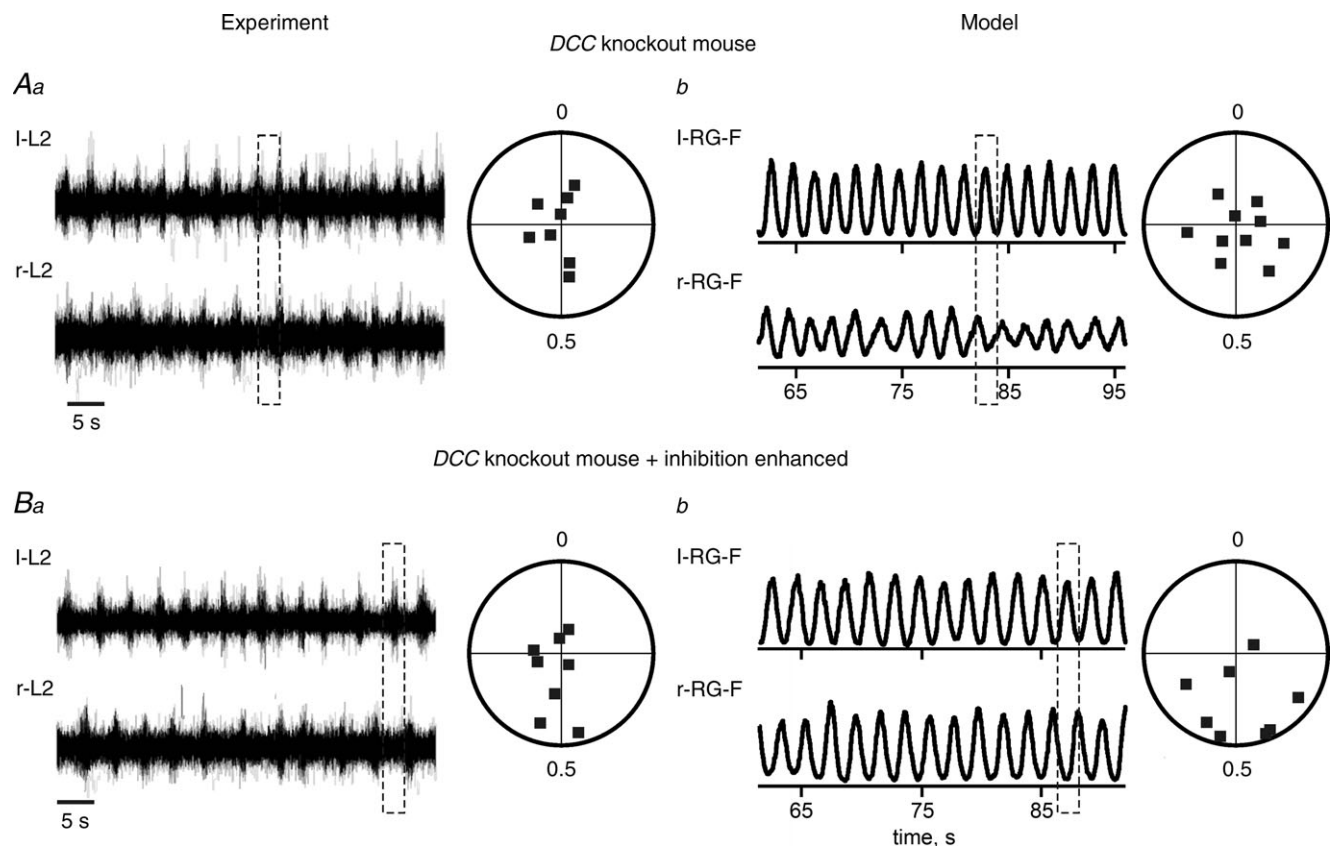 Experiment Model
DCC knockout mouse
Aa b
l-L2 0 l-RG-F 0
r-L2 r-RG-F
0.5 0.5
65 75 85 95
5 s
DCC knockout mouse + inhibition enhanced
Ba b
l-L2 0 l-RG-F 0
r-L2 r-RG-F
0.5 0.5
65 75 85
5 s time, s